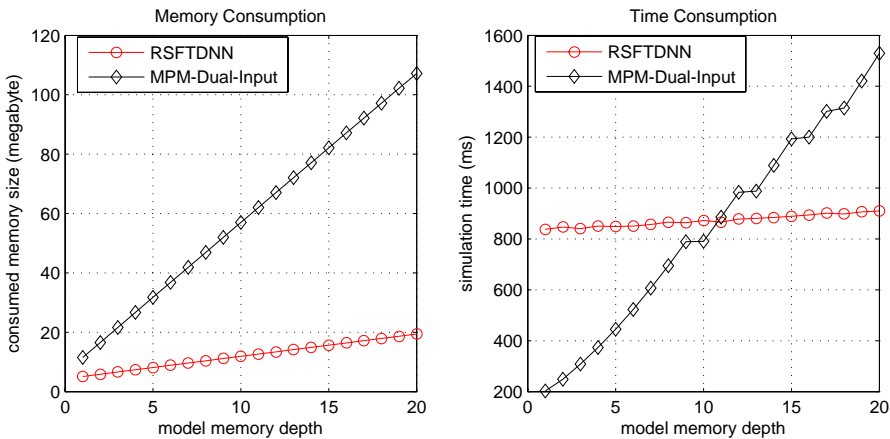 Memory Consumption
120
100
80
60
40
20
0
0
5
10
15
20
consumed memory size (megabyte)
model memory depth
RSFTDNN
MPM-Dual-Input
Time Consumption
1600
1400
1200
1000
800
600
400
200
0
5
10
15
20
simulation time (ms)
model memory depth
RSFTDNN
MPM-Dual-Input